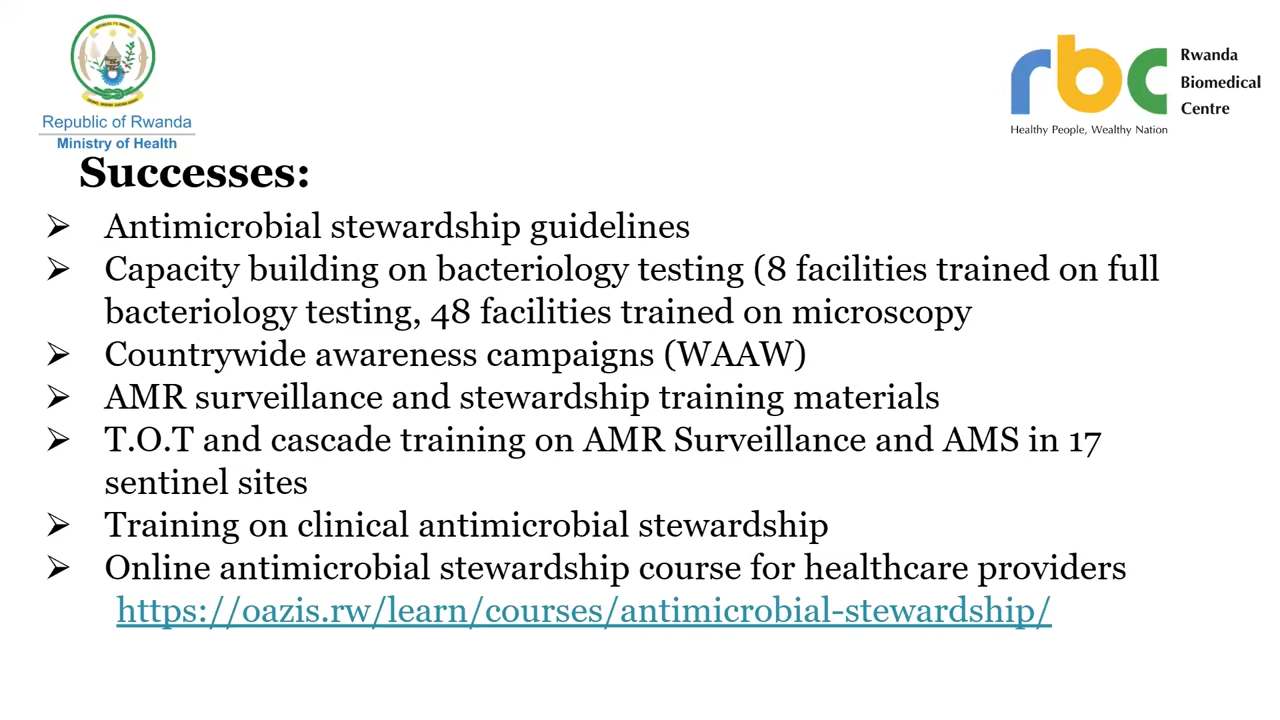 Republic of Rwanda
Ministry of Health
rbc
Rwanda
Biomedical
Centre
Healthy People, Wealthy Nation
Successes:
➢ Antimicrobial stewardship guidelines
➢ Capacity building on bacteriology testing (8 facilities trained on full
bacteriology testing, 48 facilities trained on microscopy
➢ Countrywide awareness campaigns (WAAW)
➢ AMR surveillance and stewardship training materials
➢ T.O.T and cascade training on AMR Surveillance and AMS in 17
sentinel sites
➢ Training on clinical antimicrobial stewardship
➢ Online antimicrobial stewardship course for healthcare providers
https://oazis.rw/learn/courses/antimicrobial-stewardship/